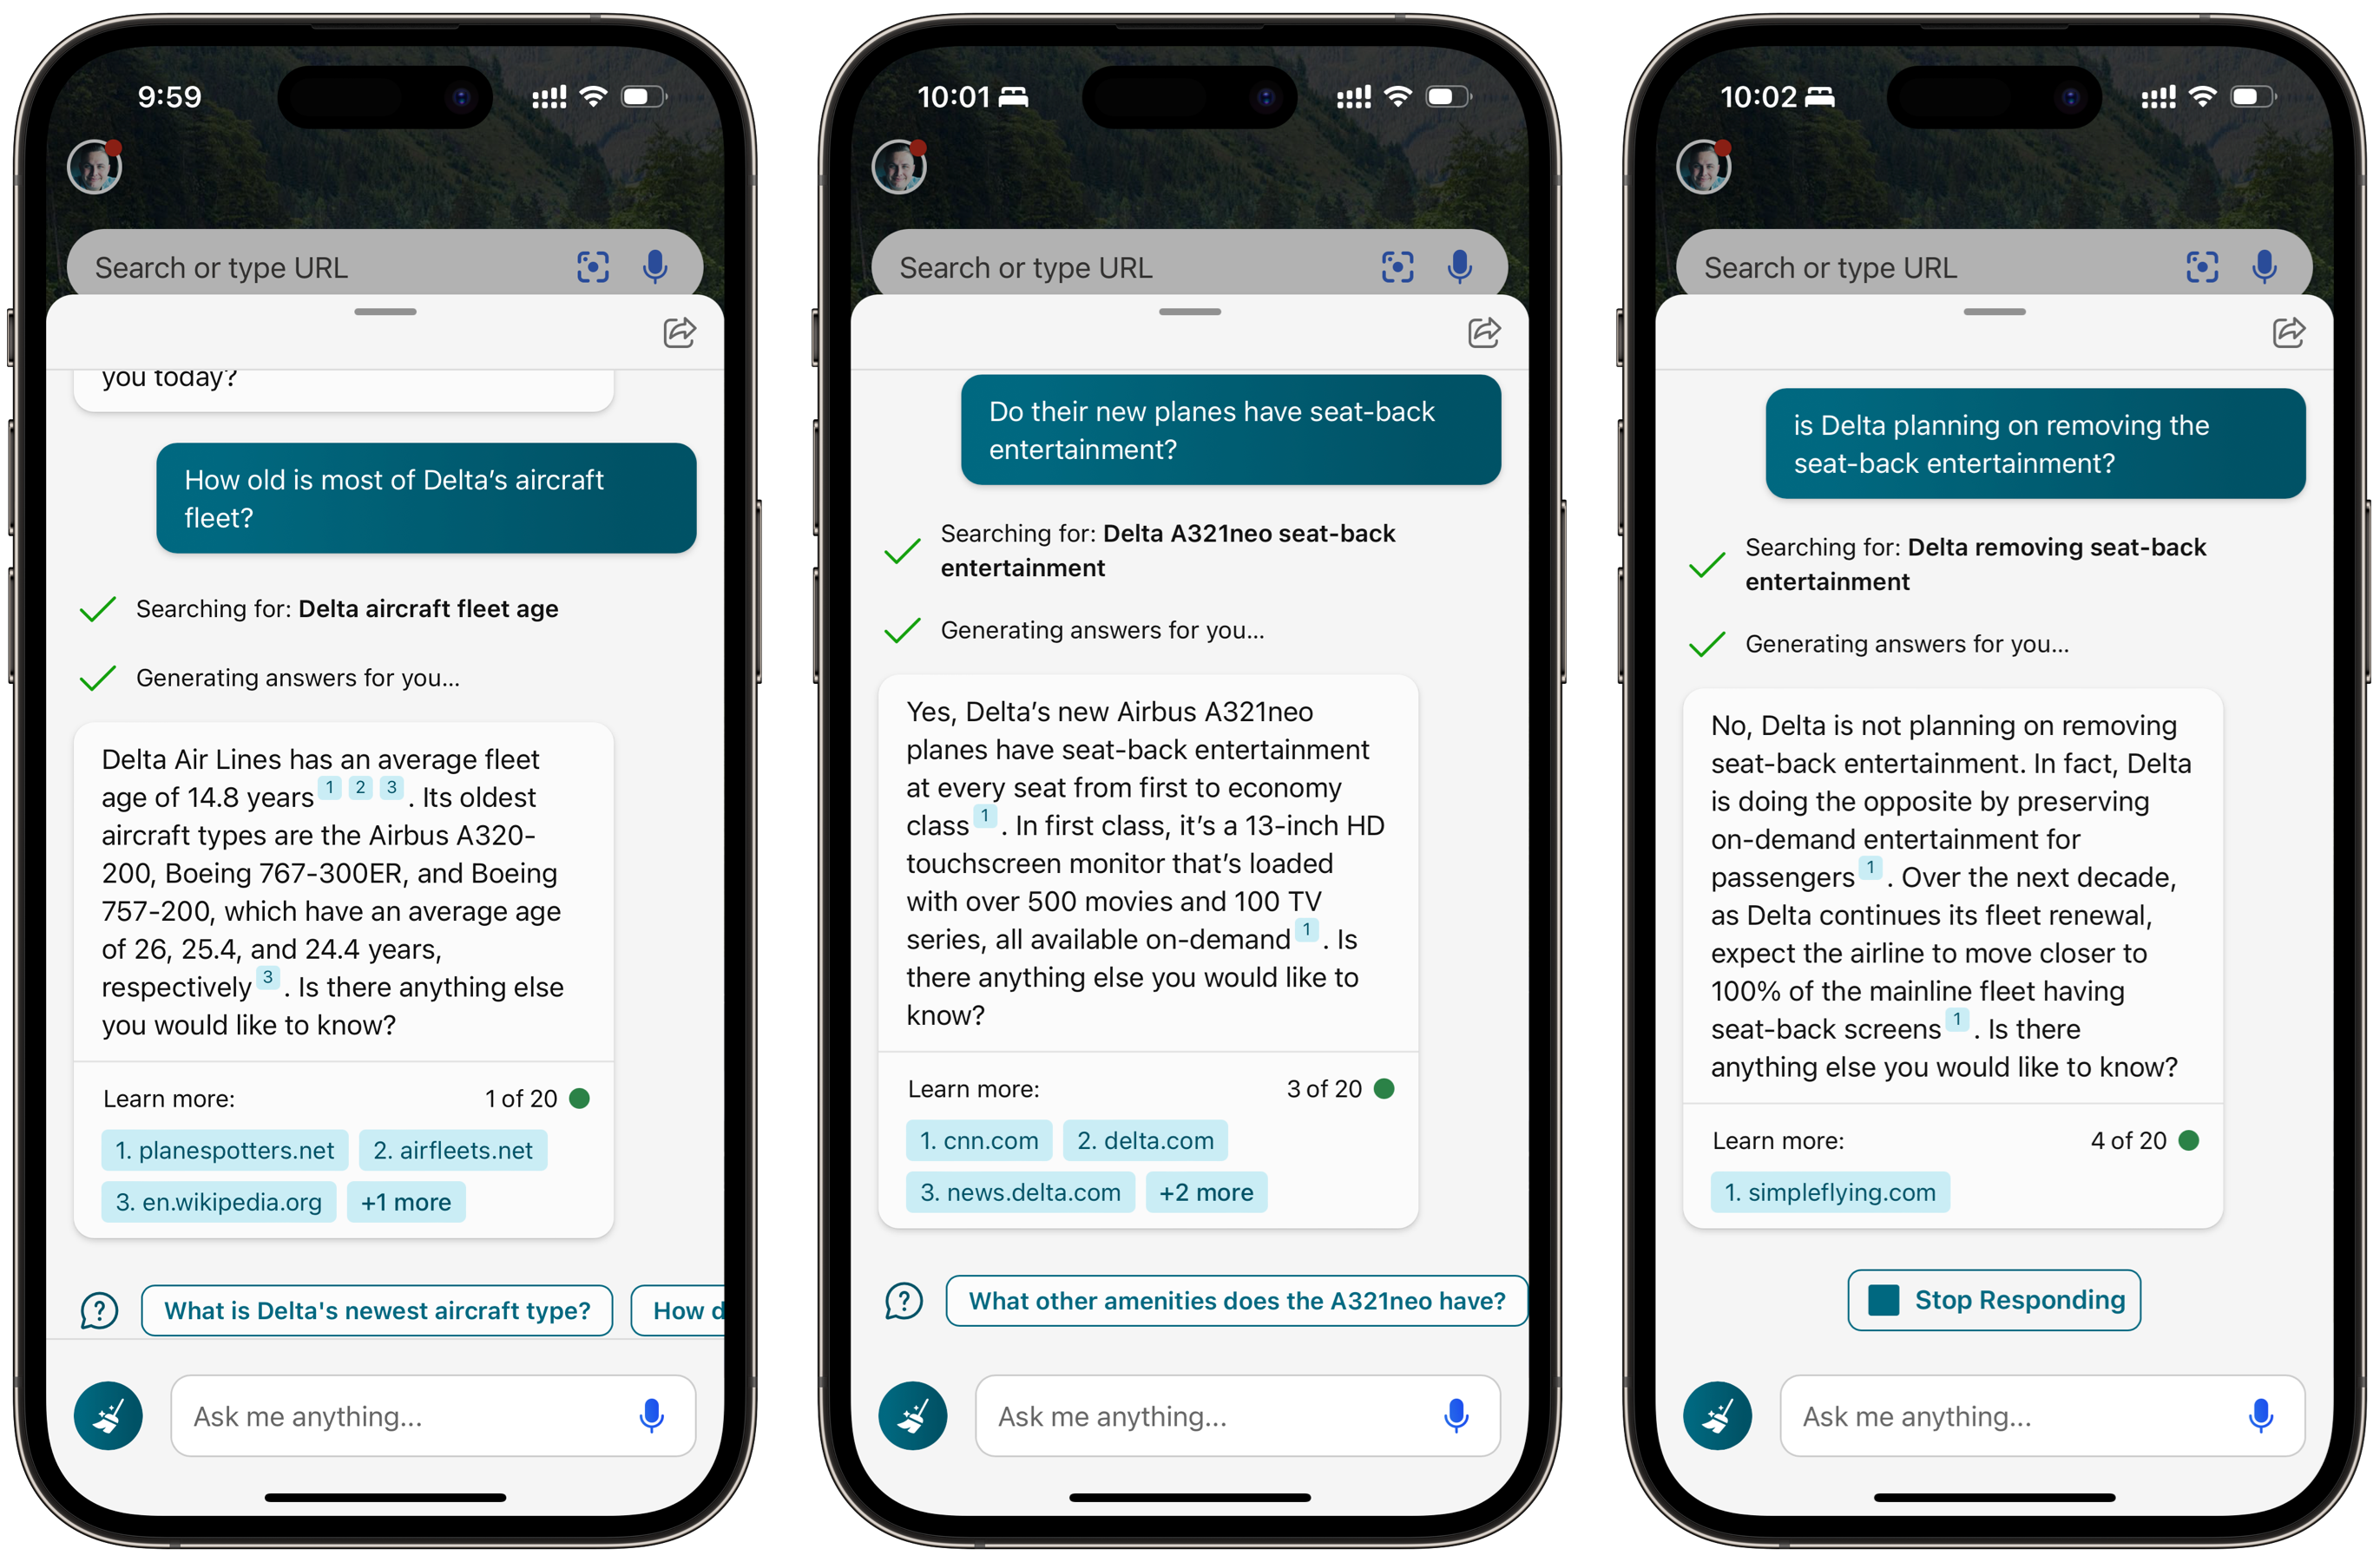 9:59
Search or type URL
you today?
How old is most of Delta's aircraft
fleet?
Searching for: Delta aircraft fleet age
Generating answers for you...
Delta Air Lines has an average fleet
age of 14.8 years 1 2 3 . Its oldest
aircraft types are the Airbus A320-
200, Boeing 767-300ER, and Boeing
757-200, which have an average age
of 26, 25.4, and 24.4 years,
respectively 3 . Is there anything else
you would like to know?
Learn more: 1 of 20
1. planespotters.net 2. airfleets.net
3. en.wikipedia.org +1 more
What is Delta's newest aircraft type? How d
Ask me anything...
10:01
Search or type URL
Do their new planes have seat-back
entertainment?
Searching for: Delta A321neo seat-back
entertainment
Generating answers for you...
Yes, Delta's new Airbus A321neo
planes have seat-back entertainment
at every seat from first to economy
class 1 . In first class, it's a 13-inch HD
touchscreen monitor that's loaded
with over 500 movies and 100 TV
series, all available on-demand 1 . Is
there anything else you would like to
know?
Learn more: 3 of 20
1. cnn.com 2. delta.com
3. news.delta.com +2 more
What other amenities does the A321neo have?
Ask me anything...
10:02
Search or type URL
is Delta planning on removing the
seat-back entertainment?
Searching for: Delta removing seat-back
entertainment
Generating answers for you...
No, Delta is not planning on removing
seat-back entertainment. In fact, Delta
is doing the opposite by preserving
on-demand entertainment for
passengers 1 . Over the next decade,
as Delta continues its fleet renewal,
expect the airline to move closer to
100% of the mainline fleet having
seat-back screens 1 . Is there
anything else you would like to know?
Learn more: 4 of 20
1. simpleflying.com
Stop Responding
Ask me anything...